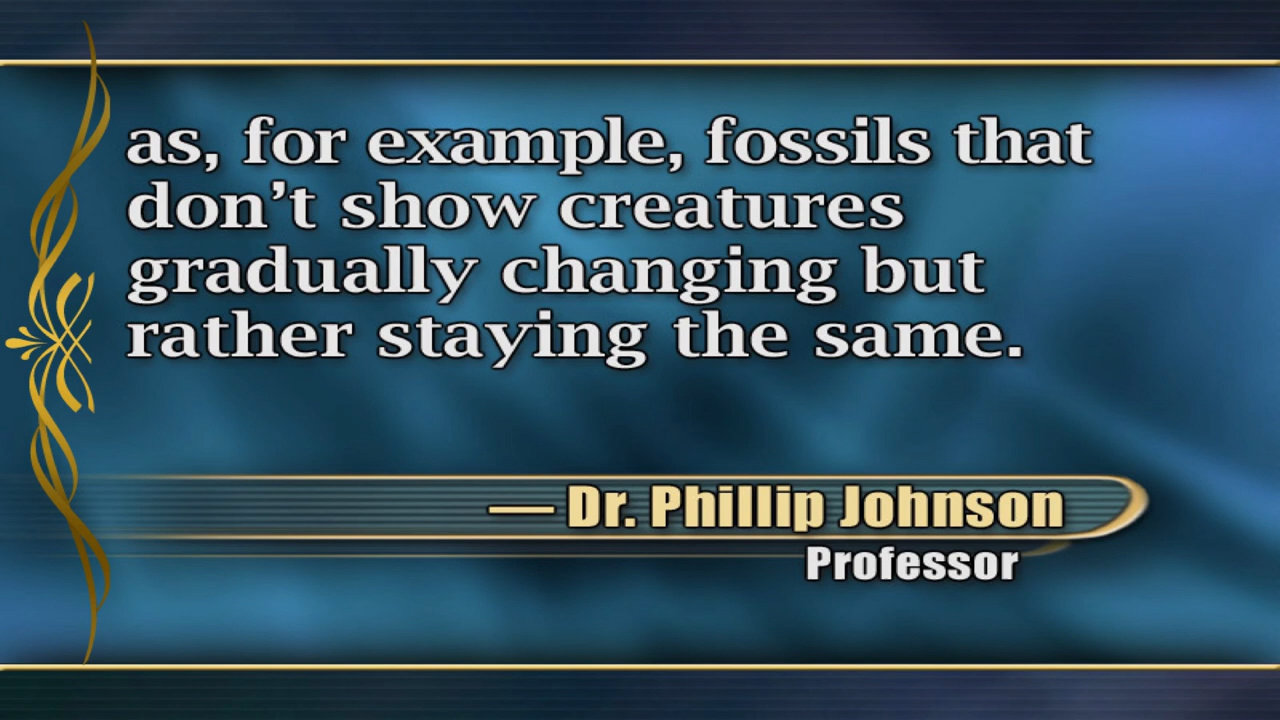 as, for example, fossils that
don’t show creatures
gradually changing but
rather staying the same.
— Dr. Phillip Johnson
Professor